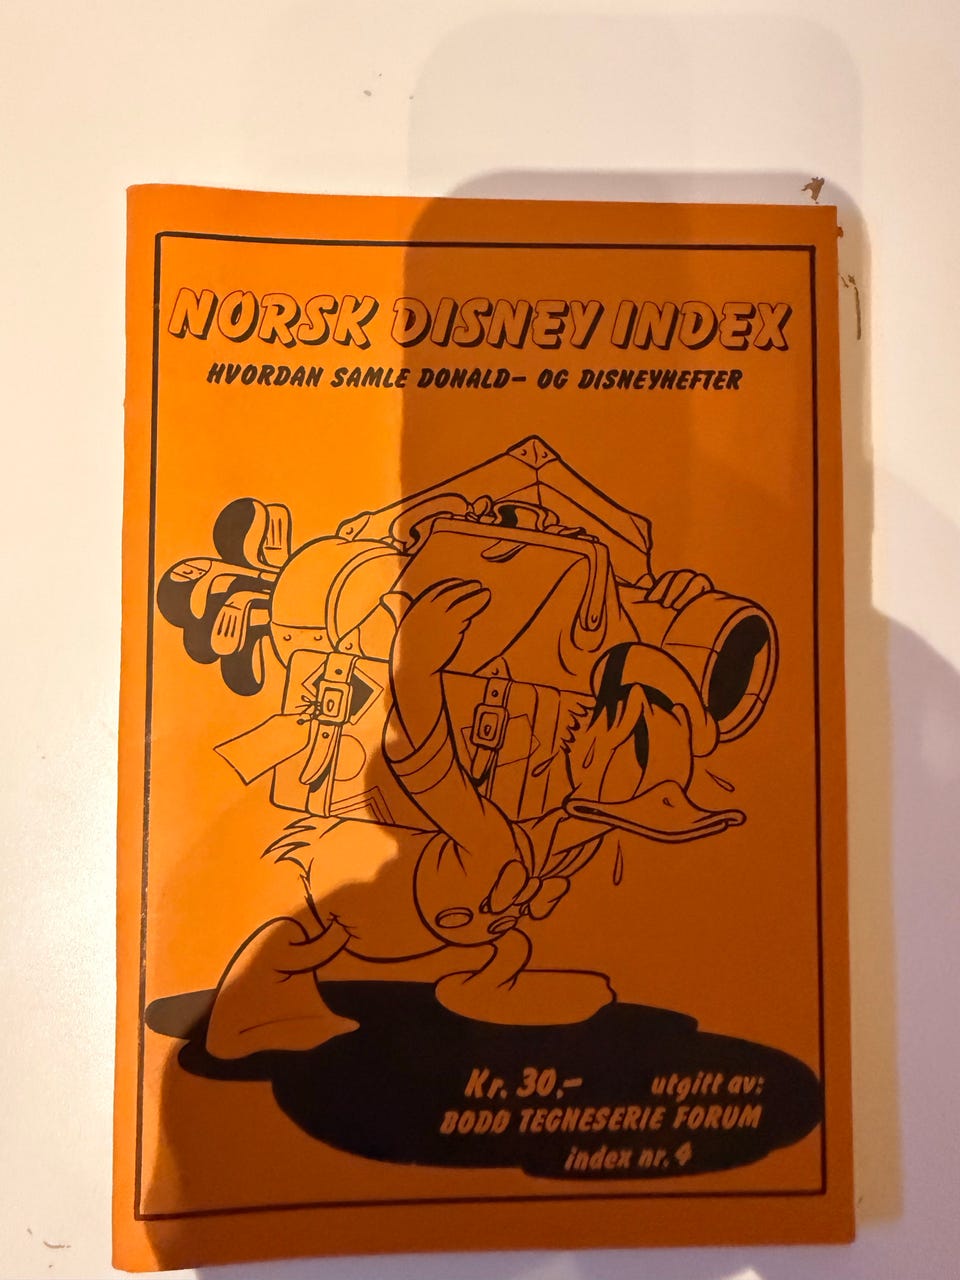 NORSK DISNEY INDEX
HVORDAN SAMLE DONALD- OG DISNEYHEFTER
Kr. 30,- utgitt av:
BODØ TEGNESERIE FORUM
index nr. 4